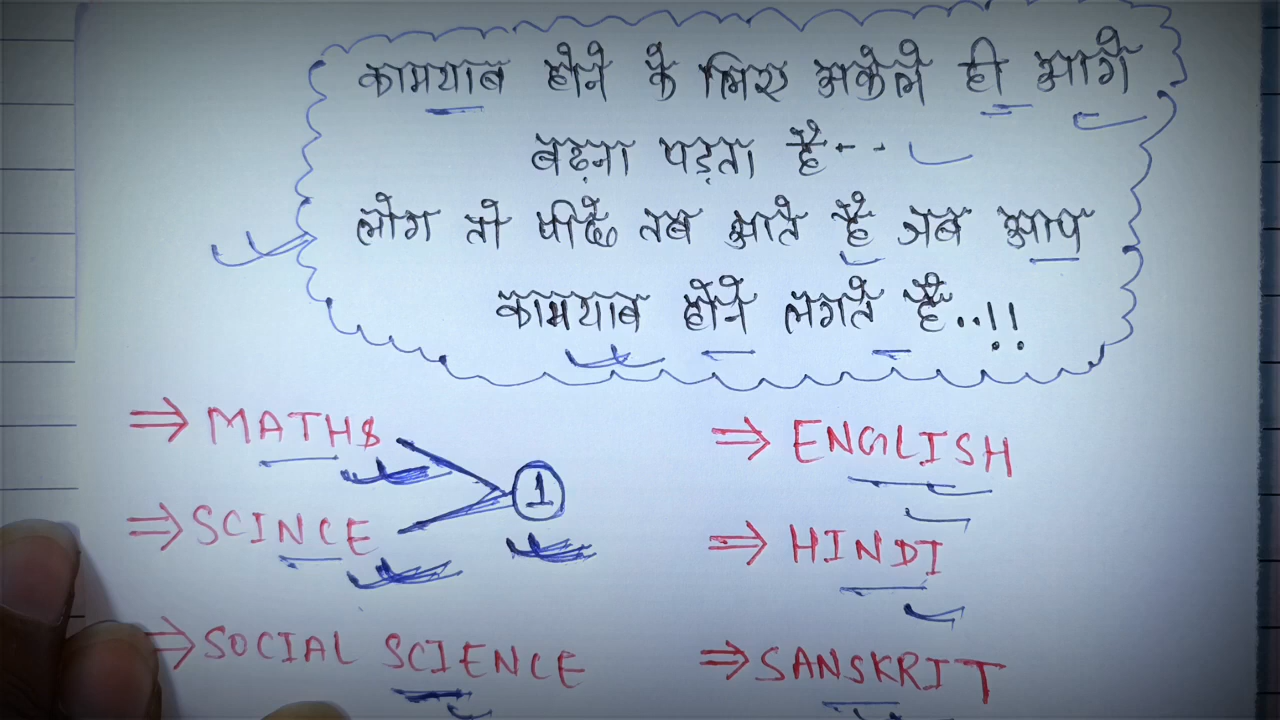 कामयाब होने के लिए अकेले ही आगे
बढ़ना पड़ता है---
लोग तो पीछे तब आते है जब आप
कामयाब होने लगते हैं..!!
⇒ MATHS
⇒ SCINCE
1
⇒ SOCIAL SCIENCE
⇒ ENGLISH
⇒ HINDI
⇒ SANSKRIT